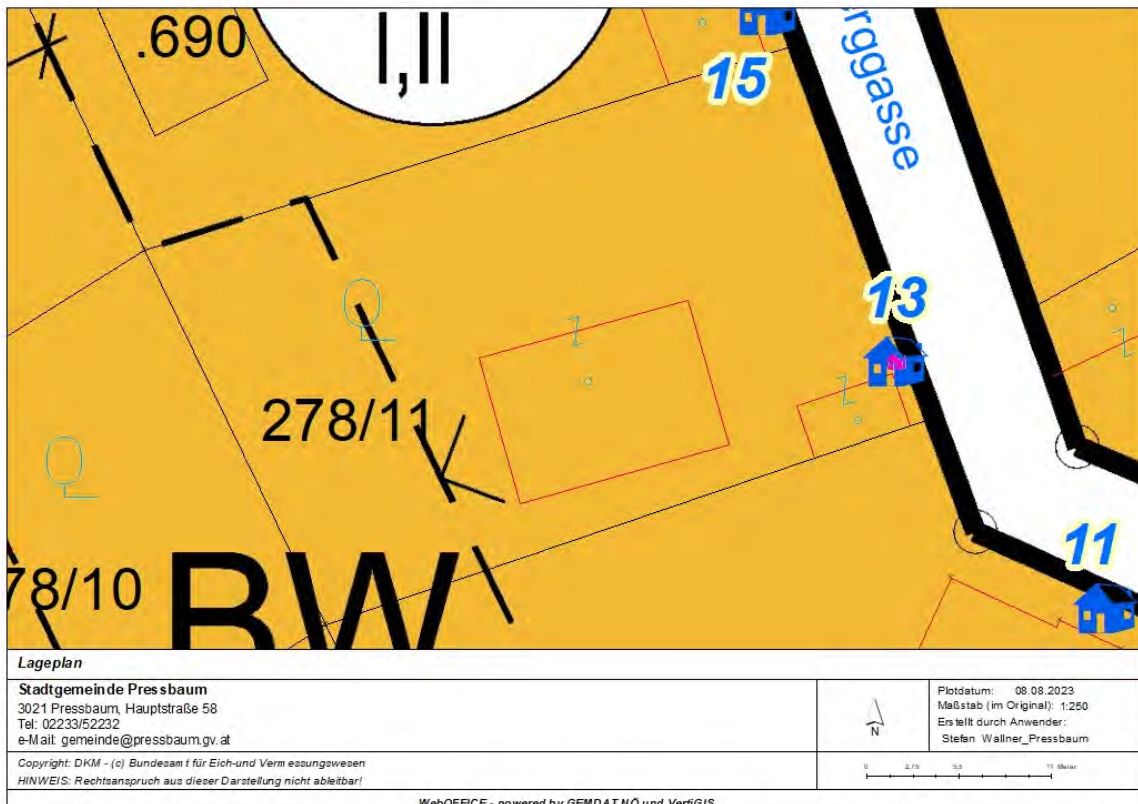 .690
I,II
15
erggasse
13
278/11
78/10
BW
11
Lageplan
Stadtgemeinde Pressbaum
3021 Pressbaum, Hauptstraße 58
Tel: 02233/52232
e-Mail: gemeinde@pressbaum.gv.at
N
Plotdatum: 08.08.2023
Maßstab (im Original): 1:250
Erstellt durch Anwender:
Stefan Wallner_Pressbaum
Copyright: DKM - (c) Bundesamt für Eich-und Vermessungswesen
HINWEIS: Rechtsanspruch aus dieser Darstellung nicht ableitbar!
0 2,75 5,5 11 Meter
WebOFFICE - powered by GEMDAT NÖ und VertiGIS